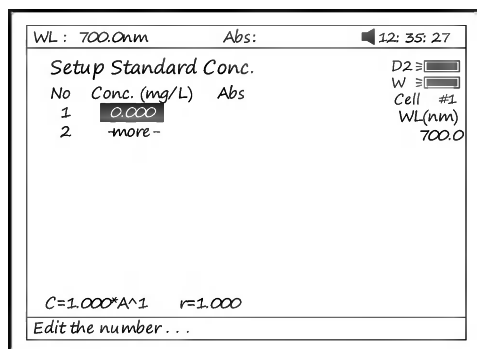 WL: 700.0nm Abs: 12:35:27
Setup Standard Conc. D2
W
No Conc. (mg/L) Abs Cell #1
1 0.000 WL(nm)
2 -more- 700.0
C=1.000*A^1 r=1.000
Edit the number...